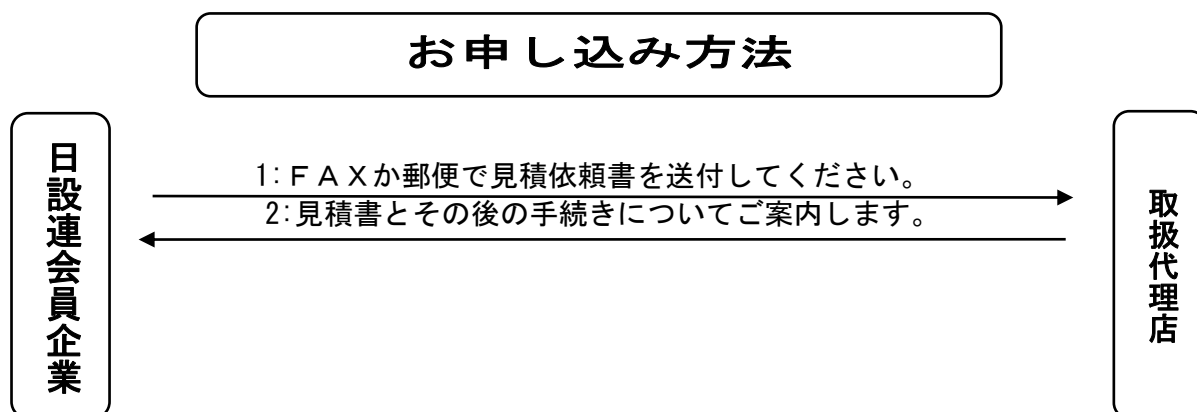 お申し込み方法
日設連会員企業
1:ＦＡＸか郵便で見積依頼書を送付してください。
2:見積書とその後の手続きについてご案内します。
取扱代理店